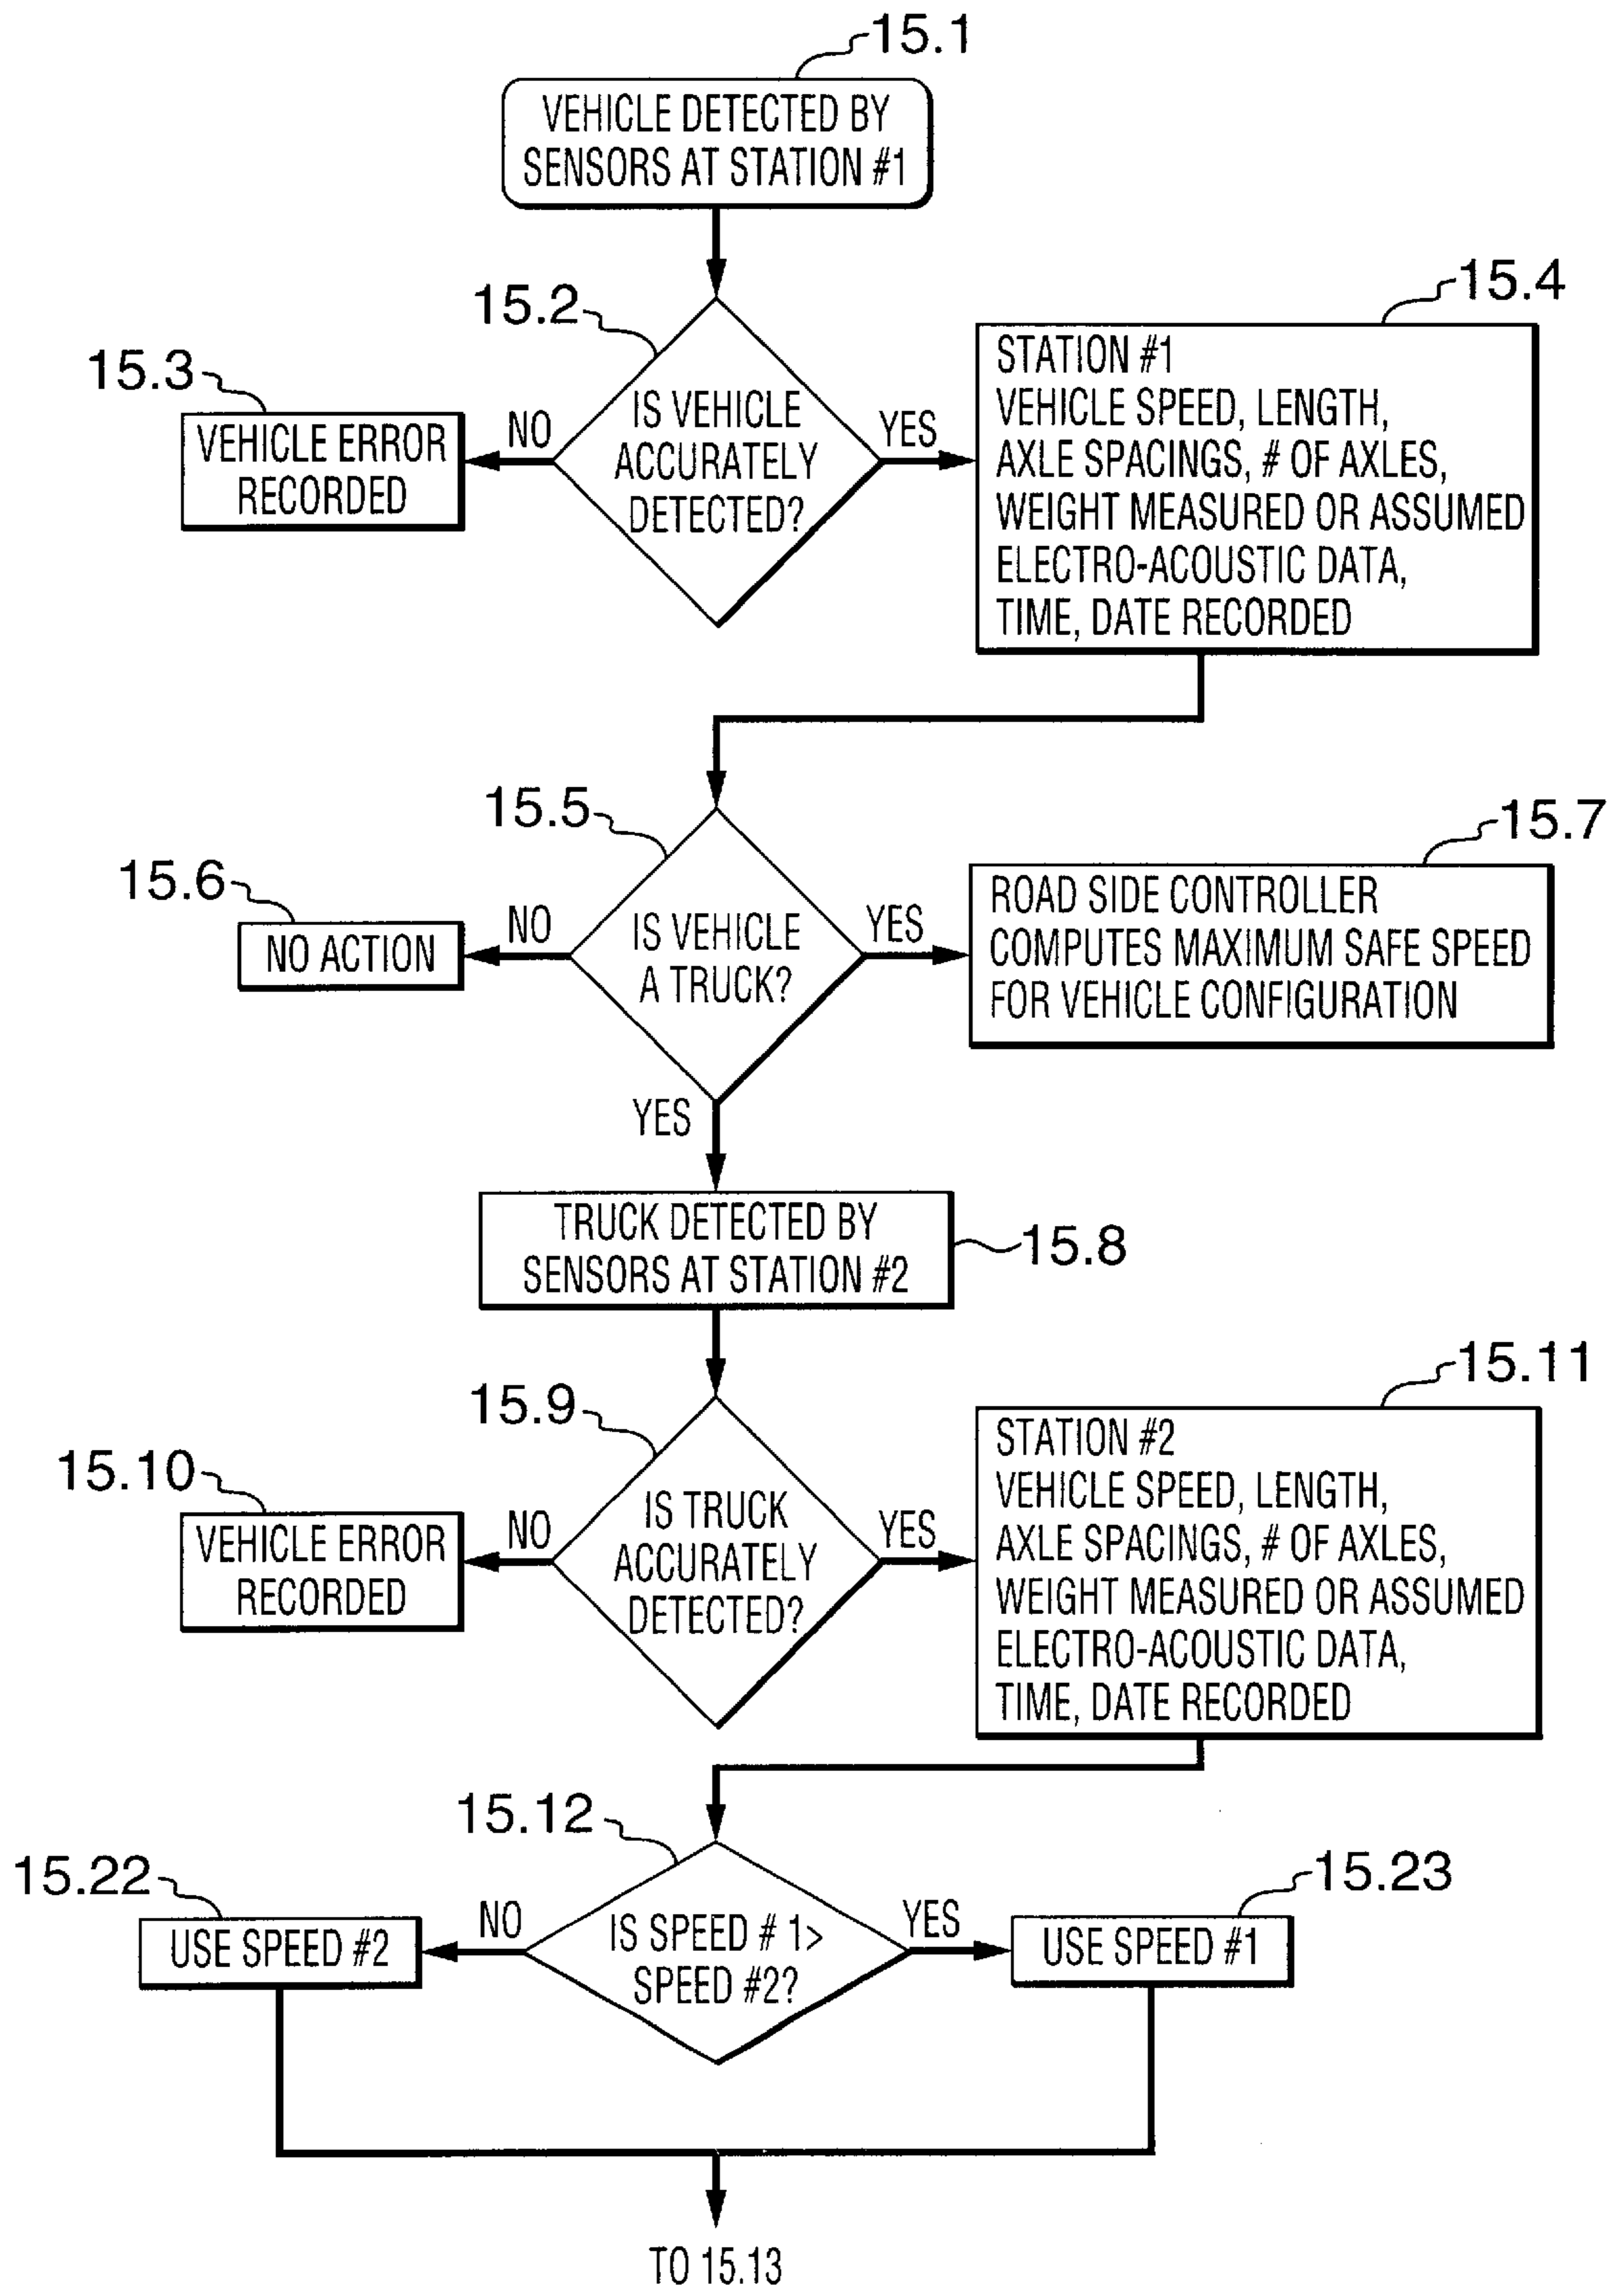 15.1
VEHICLE DETECTED BY
SENSORS AT STATION #1
15.2
IS VEHICLE
ACCURATELY
DETECTED?
NO
YES
15.3
VEHICLE ERROR
RECORDED
15.4
STATION #1
VEHICLE SPEED, LENGTH,
AXLE SPACINGS, # OF AXLES,
WEIGHT MEASURED OR ASSUMED
ELECTRO-ACOUSTIC DATA,
TIME, DATE RECORDED
15.5
IS VEHICLE
A TRUCK?
NO
YES
YES
15.6
NO ACTION
15.7
ROAD SIDE CONTROLLER
COMPUTES MAXIMUM SAFE SPEED
FOR VEHICLE CONFIGURATION
TRUCK DETECTED BY
SENSORS AT STATION #2
15.8
15.9
IS TRUCK
ACCURATELY
DETECTED?
NO
YES
15.10
VEHICLE ERROR
RECORDED
15.11
STATION #2
VEHICLE SPEED, LENGTH,
AXLE SPACINGS, # OF AXLES,
WEIGHT MEASURED OR ASSUMED
ELECTRO-ACOUSTIC DATA,
TIME, DATE RECORDED
15.12
IS SPEED # 1>
SPEED #2?
NO
YES
15.22
USE SPEED #2
15.23
USE SPEED #1
TO 15.13